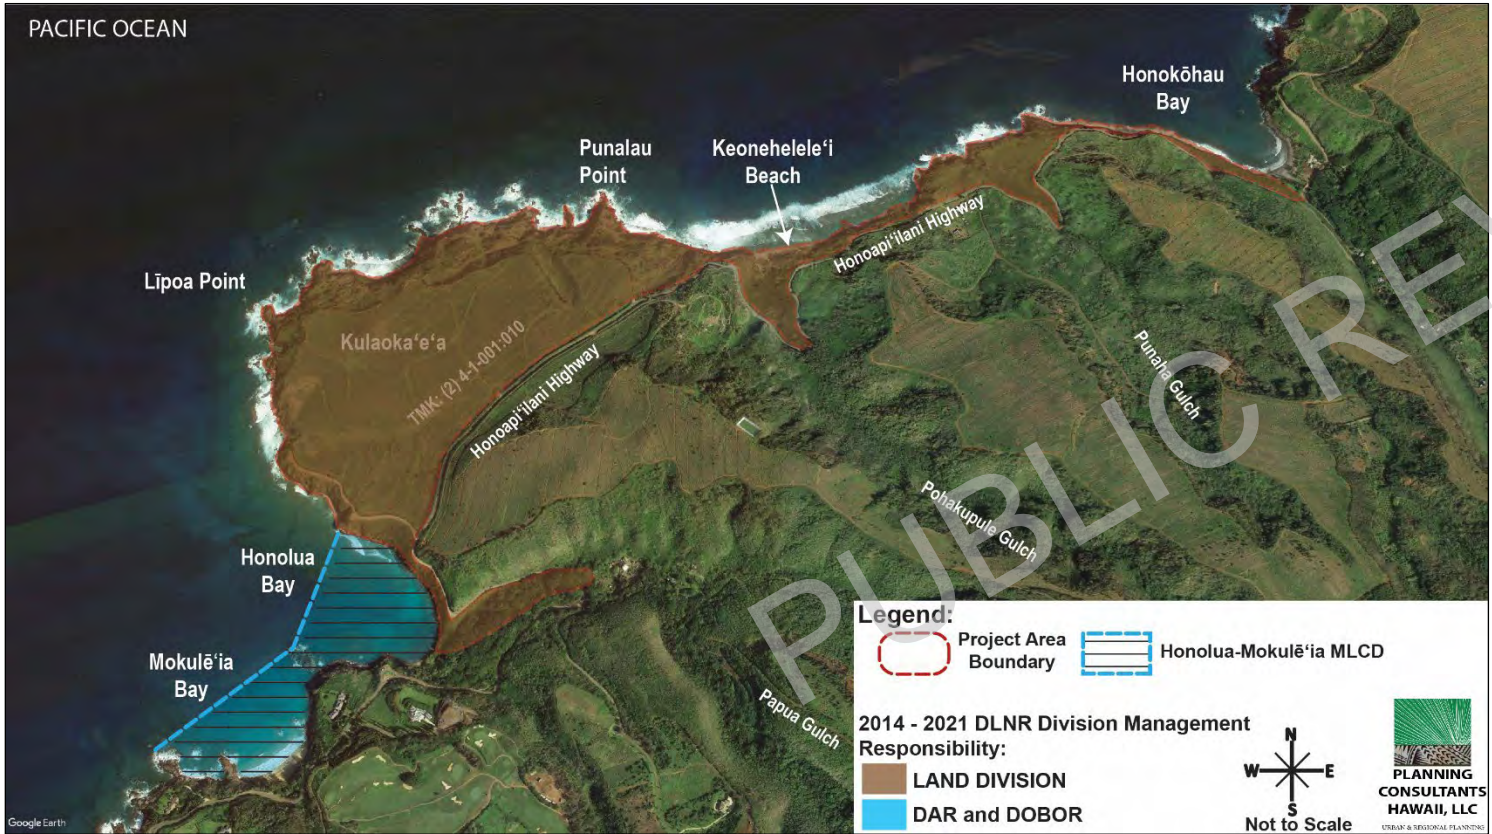 PACIFIC OCEAN
Honokōhau
Bay
Punalau
Point
Keonehelele‘i
Beach
Honoapi‘ilani Highway
Līpoa Point
Kulaoka‘e‘a
TMK: (2) 4-1-001:010
Honoapi‘ilani Highway
Punaha Gulch
Pohakupule Gulch
Honolua
Bay
Mokulē‘ia
Bay
Papua Gulch
PUBLIC RE
Legend:
Project Area
Boundary
Honolua-Mokulē‘ia MLCD
2014 - 2021 DLNR Division Management
Responsibility:
LAND DIVISION
DAR and DOBOR
N
W E
S
Not to Scale
PLANNING
CONSULTANTS
HAWAII, LLC
URBAN & REGIONAL PLANNING
Google Earth